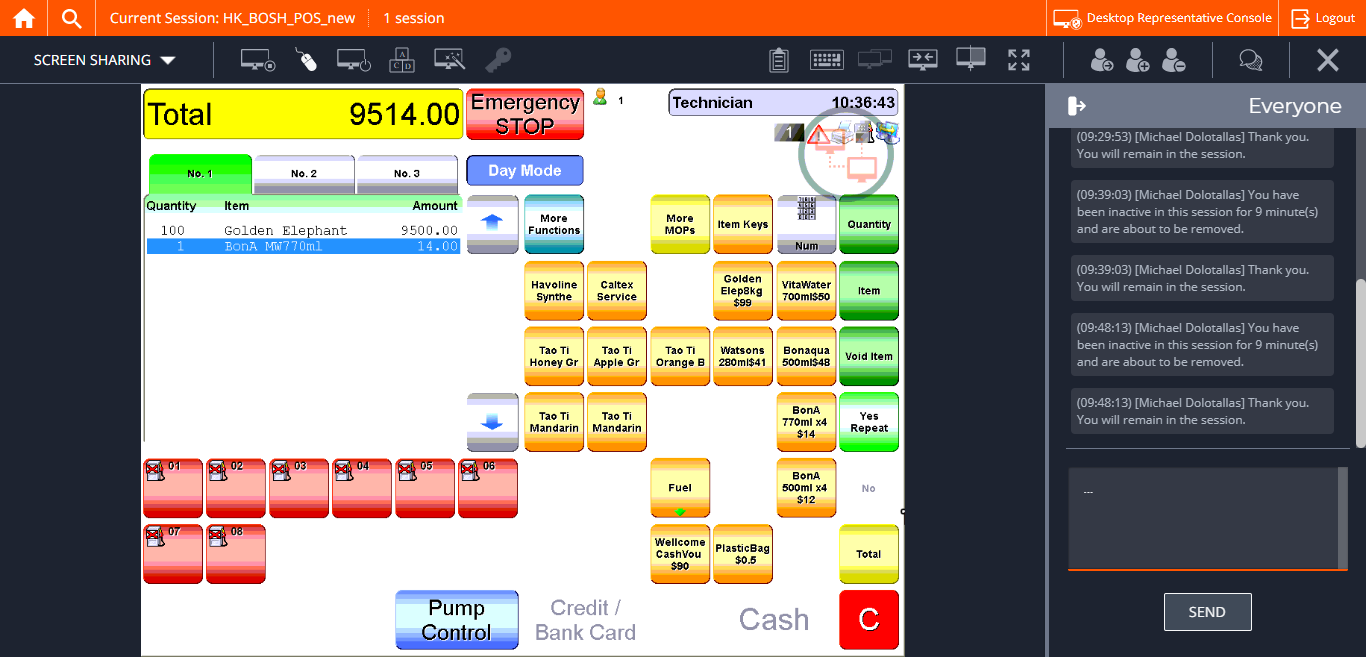 Current Session: HK_BOSH_POS_new
1 session
Desktop Representative Console
Logout
SCREEN SHARING
A
C D
Total 9514.00
Emergency
STOP
1
Technician 10:36:43
1
No. 1
No. 2
No. 3
Day Mode
Quantity Item Amount
100 Golden Elephant 9500.00
1 BonA MW770ml 14.00
More
Functions
More
MOPs
Item Keys
Num
Quantity
Havoline
Synthe
Caltex
Service
Golden
Elep8kg
$99
VitaWater
700ml$50
Item
Tao Ti
Honey Gr
Tao Ti
Apple Gr
Tao Ti
Orange B
Watsons
280ml$41
Bonaqua
500ml$48
Void Item
Tao Ti
Mandarin
Tao Ti
Mandarin
BonA
770ml x4
$14
Yes
Repeat
01
02
03
04
05
06
Fuel
BonA
500ml x4
$12
No
07
08
Wellcome
CashVou
$90
PlasticBag
$0.5
Total
Pump
Control
Credit /
Bank Card
Cash
C
Everyone
(09:29:53) [Michael Dolotallas] Thank you.
You will remain in the session.
(09:39:03) [Michael Dolotallas] You have
been inactive in this session for 9 minute(s)
and are about to be removed.
(09:39:03) [Michael Dolotallas] Thank you.
You will remain in the session.
(09:48:13) [Michael Dolotallas] You have
been inactive in this session for 9 minute(s)
and are about to be removed.
(09:48:13) [Michael Dolotallas] Thank you.
You will remain in the session.
...
SEND